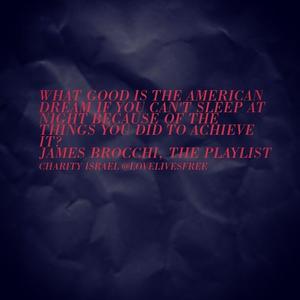 WHAT GOOD IS THE AMERICAN
DREAM IF YOU CAN'T SLEEP AT
NIGHT BECAUSE OF THE
THINGS YOU DID TO ACHIEVE
IT?
JAMES BROCCHI, THE PLAYLIST
CHARITY ISRAEL @LOVELIVESFREE